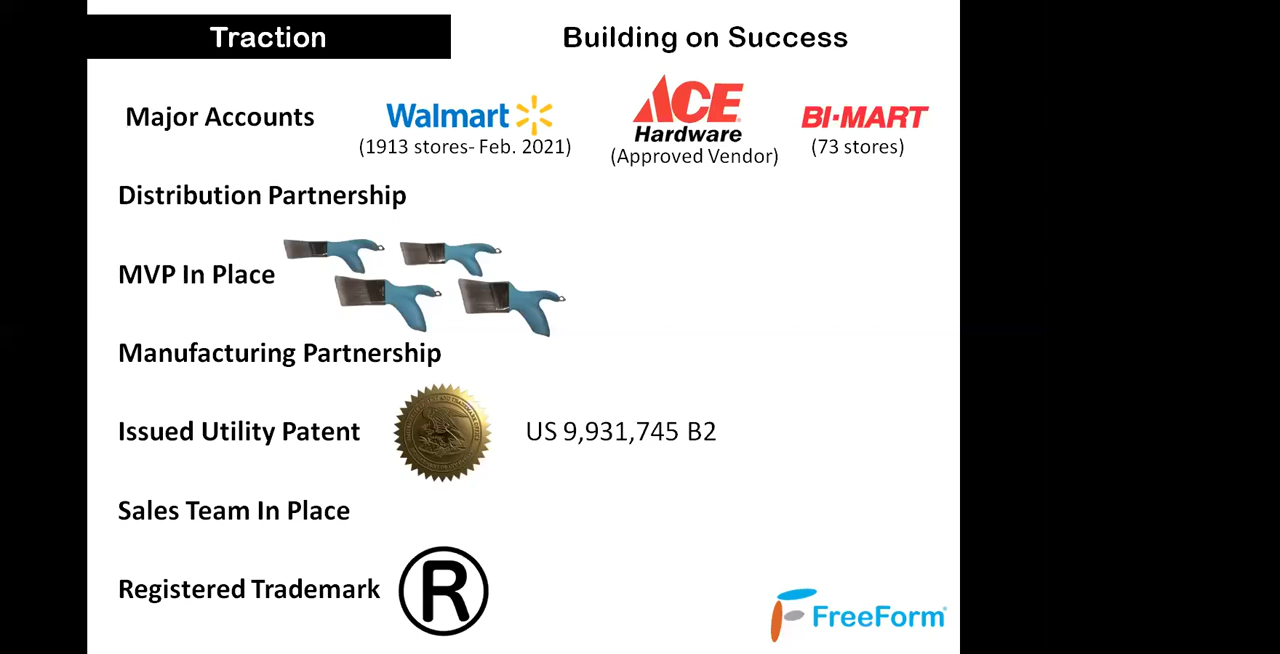 Traction
Building on Success
Major Accounts
Walmart
(1913 stores- Feb. 2021)
ACE
Hardware
(Approved Vendor)
BI-MART
(73 stores)
Distribution Partnership
MVP In Place
Manufacturing Partnership
Issued Utility Patent
US 9,931,745 B2
Sales Team In Place
Registered Trademark
R
FreeForm®